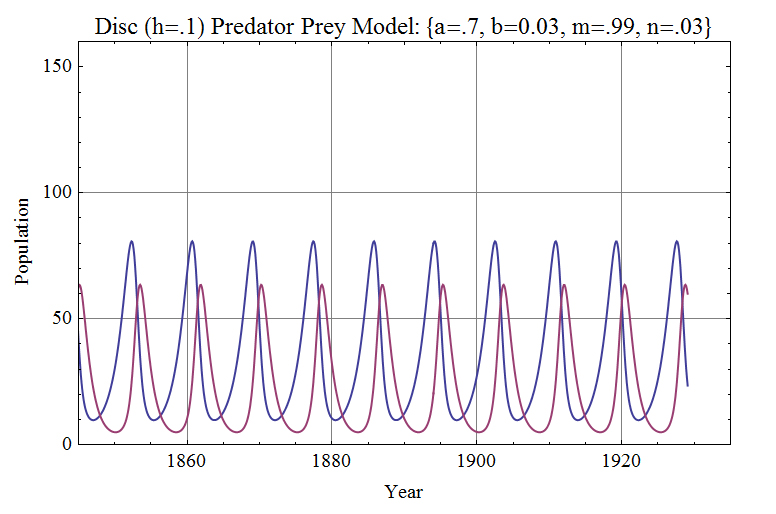 Disc (h=.1) Predator Prey Model: {a=.7, b=0.03, m=.99, n=.03}
150
100
50
0
Population
1860 1880 1900 1920
Year